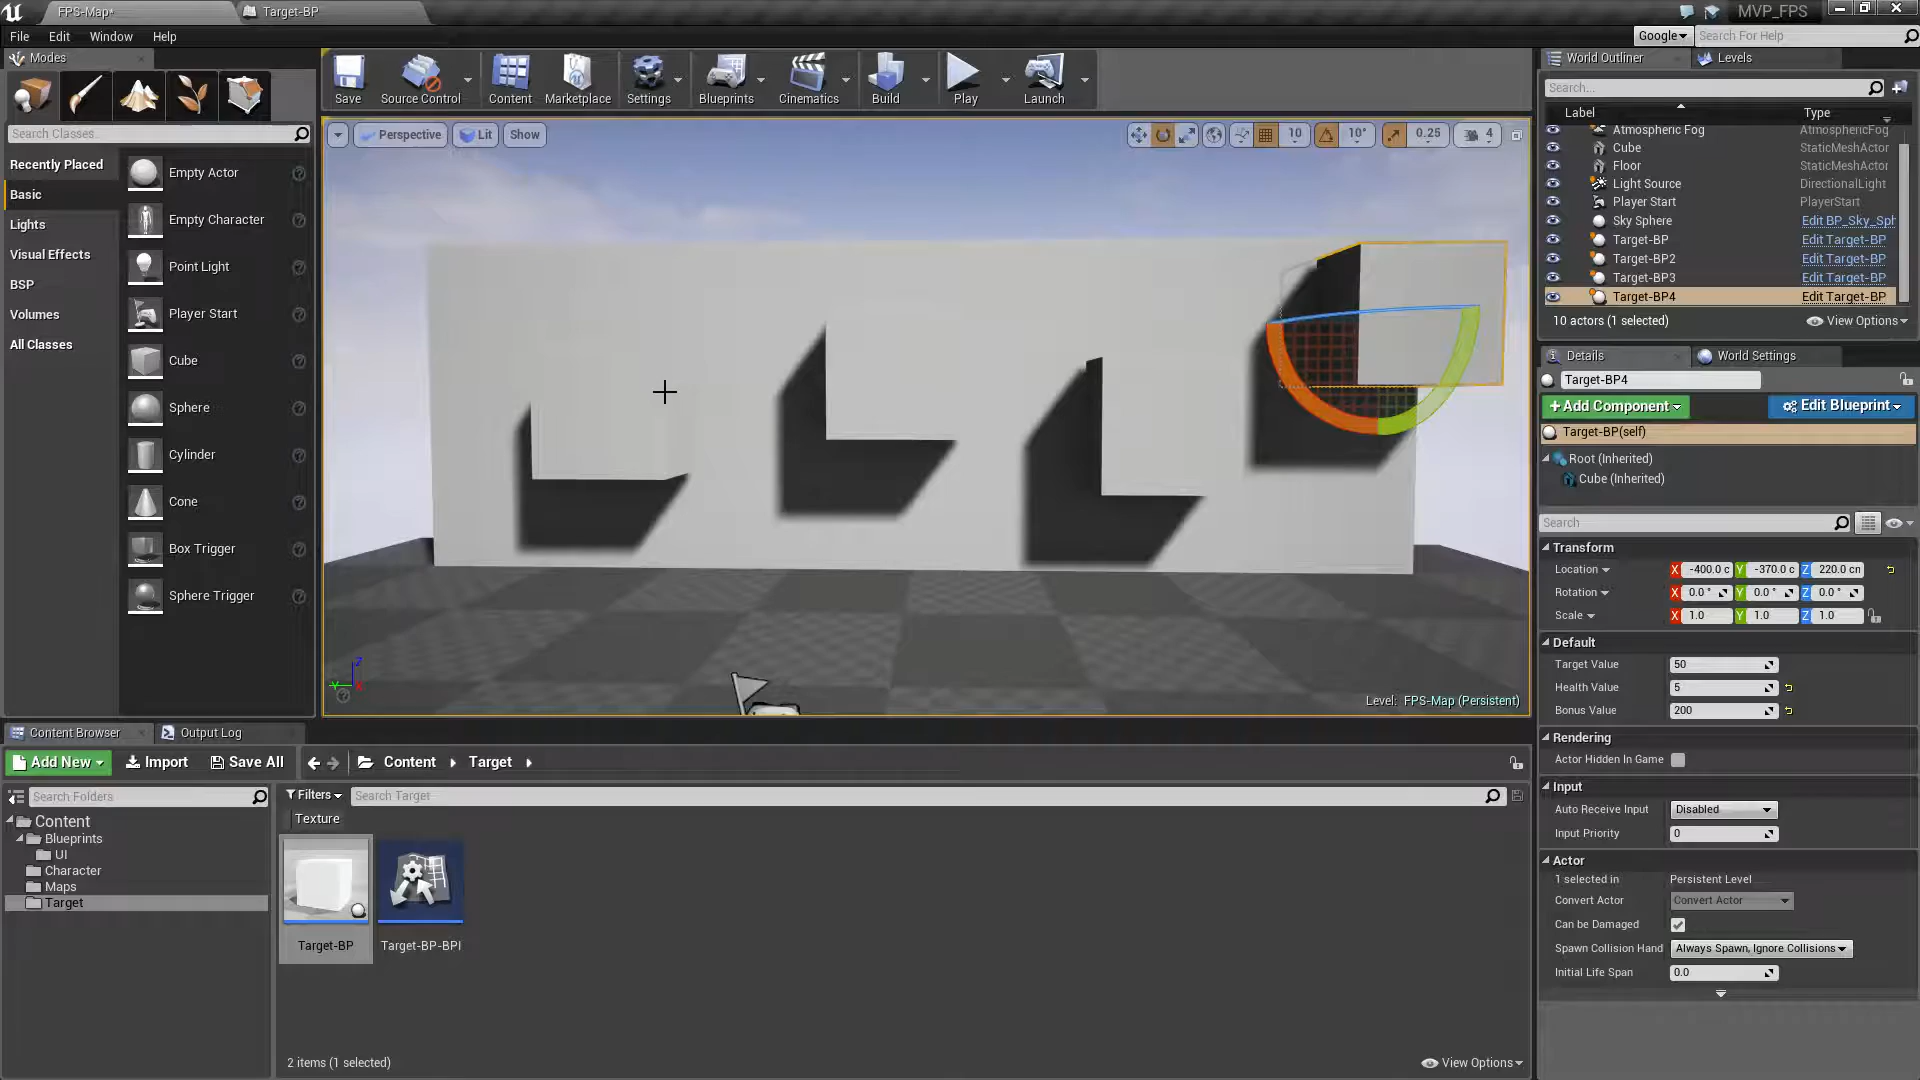 FPS-Map*
Target-BP
MVP_FPS
File Edit Window Help
Google
Search For Help
Modes
Search Classes
Recently Placed
Basic
Lights
Visual Effects
BSP
Volumes
All Classes
Empty Actor
Empty Character
Point Light
Player Start
Cube
Sphere
Cylinder
Cone
Box Trigger
Sphere Trigger
Save
Source Control
Content
Marketplace
Settings
Blueprints
Cinematics
Build
Play
Launch
Perspective
Lit
Show
10
10°
0.25
4
Level: FPS-Map (Persistent)
World Outliner
Levels
Search...
Label Type
Atmospheric Fog AtmosphericFog
Cube StaticMeshActor
Floor StaticMeshActor
Light Source DirectionalLight
Player Start PlayerStart
Sky Sphere Edit BP_Sky_Sph
Target-BP Edit Target-BP
Target-BP2 Edit Target-BP
Target-BP3 Edit Target-BP
Target-BP4 Edit Target-BP
10 actors (1 selected)
View Options
Details
World Settings
Target-BP4
+Add Component
Edit Blueprint
Target-BP(self)
Root (Inherited)
Cube (Inherited)
Search
Transform
Location X -400.0 c Y -370.0 c Z 220.0 cm
Rotation X 0.0 ° Y 0.0 ° Z 0.0 °
Scale X 1.0 Y 1.0 Z 1.0
Default
Target Value 50
Health Value 5
Bonus Value 200
Rendering
Actor Hidden In Game
Input
Auto Receive Input Disabled
Input Priority 0
Actor
1 selected in Persistent Level
Convert Actor Convert Actor
Can be Damaged
Spawn Collision Hand Always Spawn, Ignore Collisions
Initial Life Span 0.0
Content Browser
Output Log
Add New
Import
Save All
Content
Target
Search Folders
Filters
Search Target
Texture
Content
Blueprints
UI
Character
Maps
Target
Target-BP
Target-BP-BPI
2 items (1 selected)
View Options